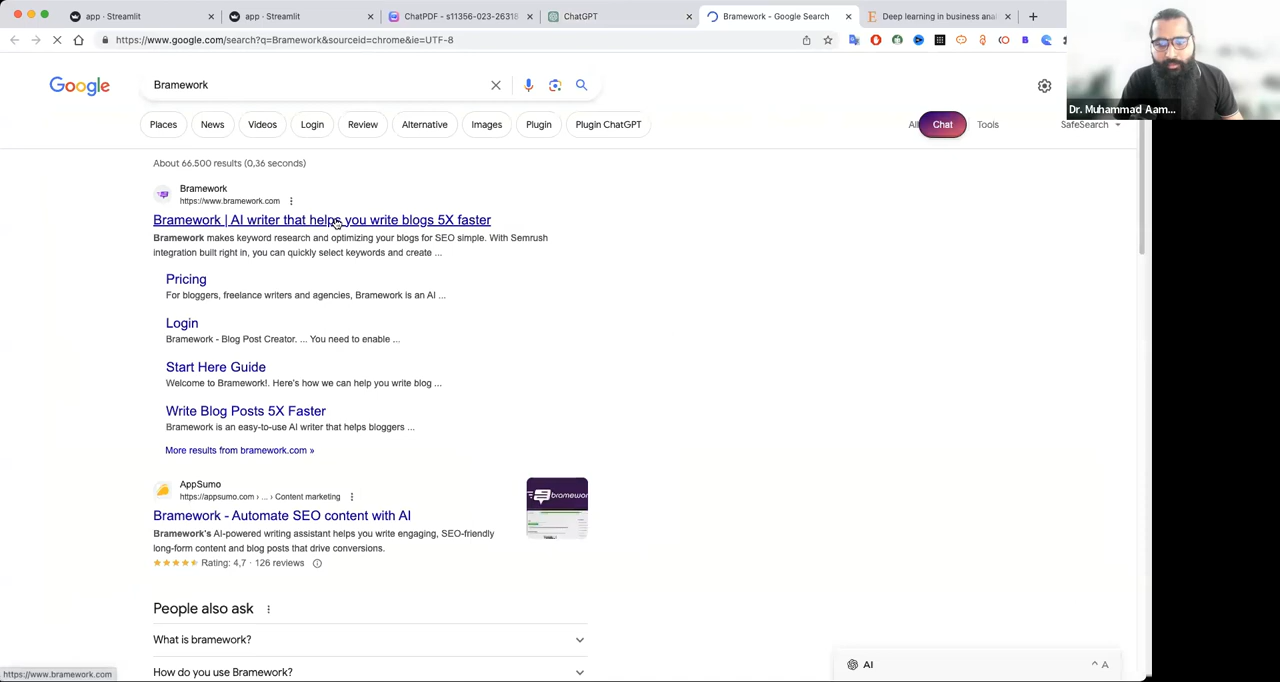 app · Streamlit
app · Streamlit
ChatPDF - s11356-023-26318
ChatGPT
Bramework - Google Search
Deep learning in business anal
https://www.google.com/search?q=Bramework&sourceid=chrome&ie=UTF-8
Dr. Muhammad Aam...
Google
Bramework
Places
News
Videos
Login
Review
Alternative
Images
Plugin
Plugin ChatGPT
All
Chat
Tools
SafeSearch
About 66.500 results (0,36 seconds)
Bramework
https://www.bramework.com
Bramework | AI writer that helps you write blogs 5X faster
Bramework makes keyword research and optimizing your blogs for SEO simple. With Semrush
integration built right in, you can quickly select keywords and create ...
Pricing
For bloggers, freelance writers and agencies, Bramework is an AI ...
Login
Bramework - Blog Post Creator. ... You need to enable ...
Start Here Guide
Welcome to Bramework!. Here's how we can help you write blog ...
Write Blog Posts 5X Faster
Bramework is an easy-to-use AI writer that helps bloggers ...
More results from bramework.com »
AppSumo
https://appsumo.com › ... › Content marketing
Bramework - Automate SEO content with AI
Bramework's AI-powered writing assistant helps you write engaging, SEO-friendly
long-form content and blog posts that drive conversions.
Rating: 4,7 · 126 reviews
bramewor
People also ask
What is bramework?
How do you use Bramework?
AI
^ A
https://www.bramework.com